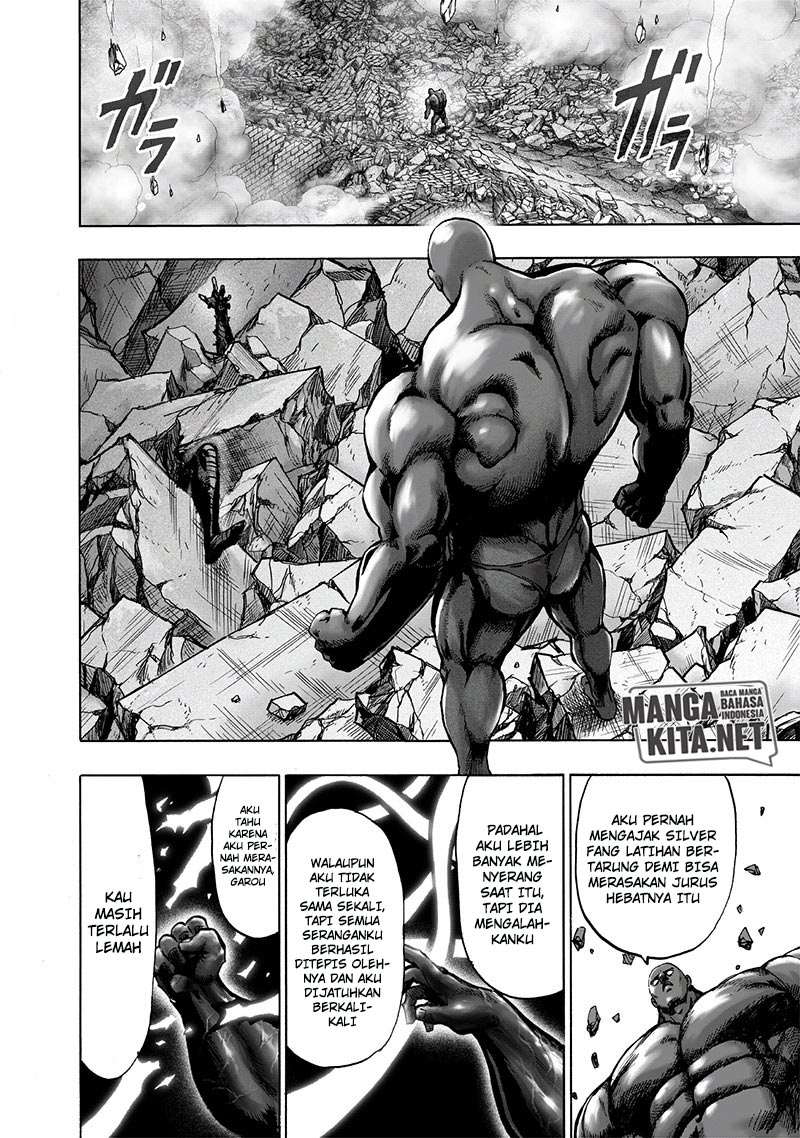 ガラ
ガラ
MANGA
-KITA.NET
BACA MANGA
BAHASA
INDONESIA
AKU PERNAH
MENGAJAK SILVER
FANG LATIHAN BER-
TARUNG DEMI BISA
MERASAKAN JURUS
HEBATNYA ITU
PADAHAL
AKU LEBIH
BANYAK ME-
NYERANG
SAAT ITU,
TAPI DIA
MENGALAH-
KANKU
WALAUPUN
AKU TIDAK
TERLUKA
SAMA SEKALI,
TAPI SEMUA
SERANGANKU
BERHASIL
DITEPIS OLEH-
NYA DAN AKU
DIJATUHKAN
BERKALI-
KALI
AKU
TAHU
KARENA
AKU PER-
NAH MERA-
SAKANNYA,
GAROU
KAU
MASIH
TERLALU
LEMAH